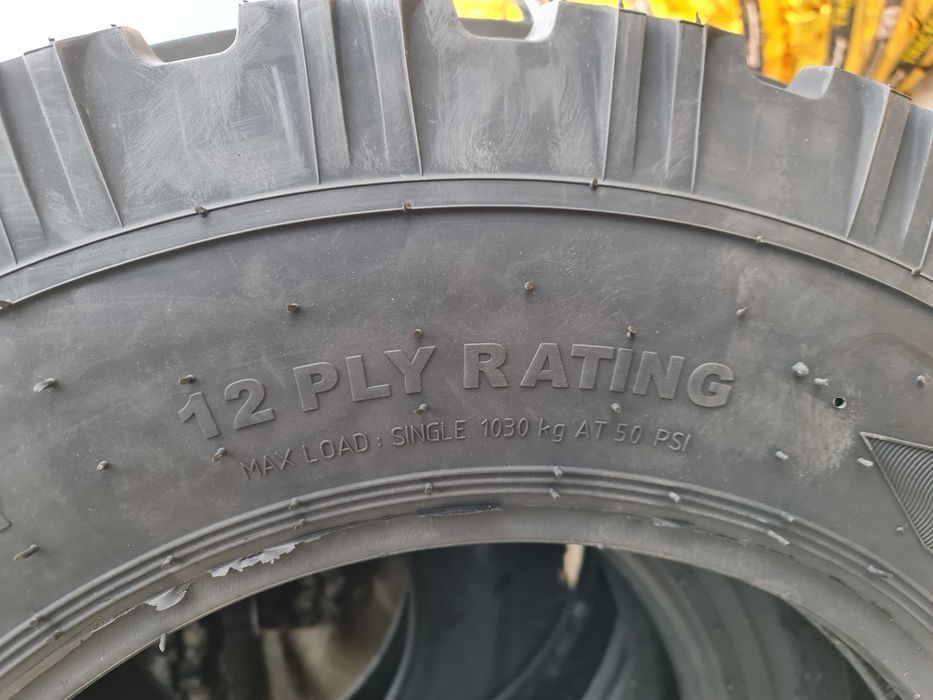 12 PLY RATING
MAX LOAD : SINGLE 1030 kg AT 50 PSI